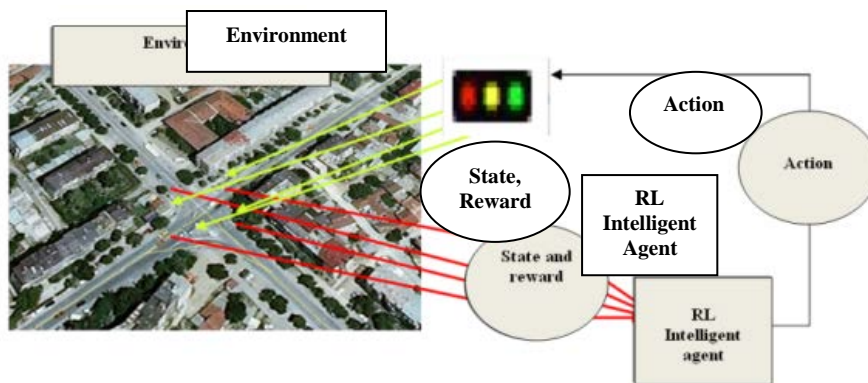 Environment
Envir
Action
Action
State,
Reward
RL
Intelligent
Agent
State and
reward
RL
Intelligent
agent